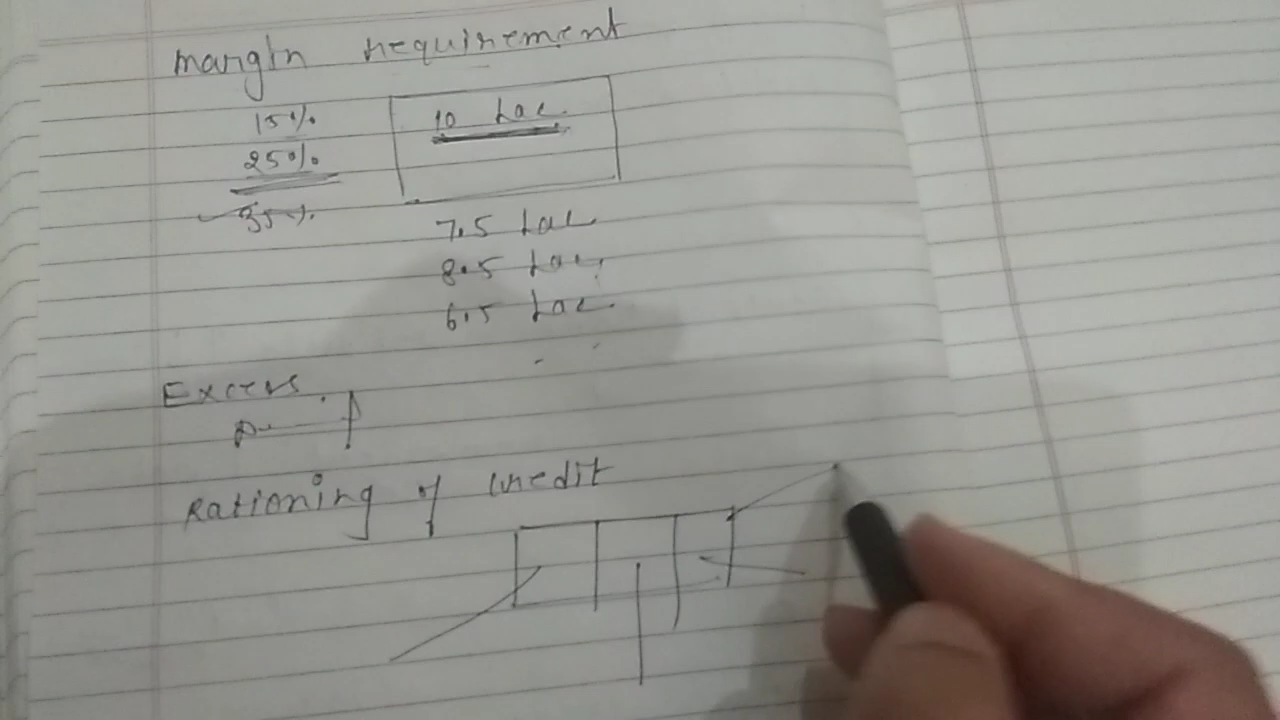 Margin requirement
15% 10 Lac.
25%
35% 7.5 Lac
8.5 Lac.
6.5 Lac
Excess
Rationing of credit